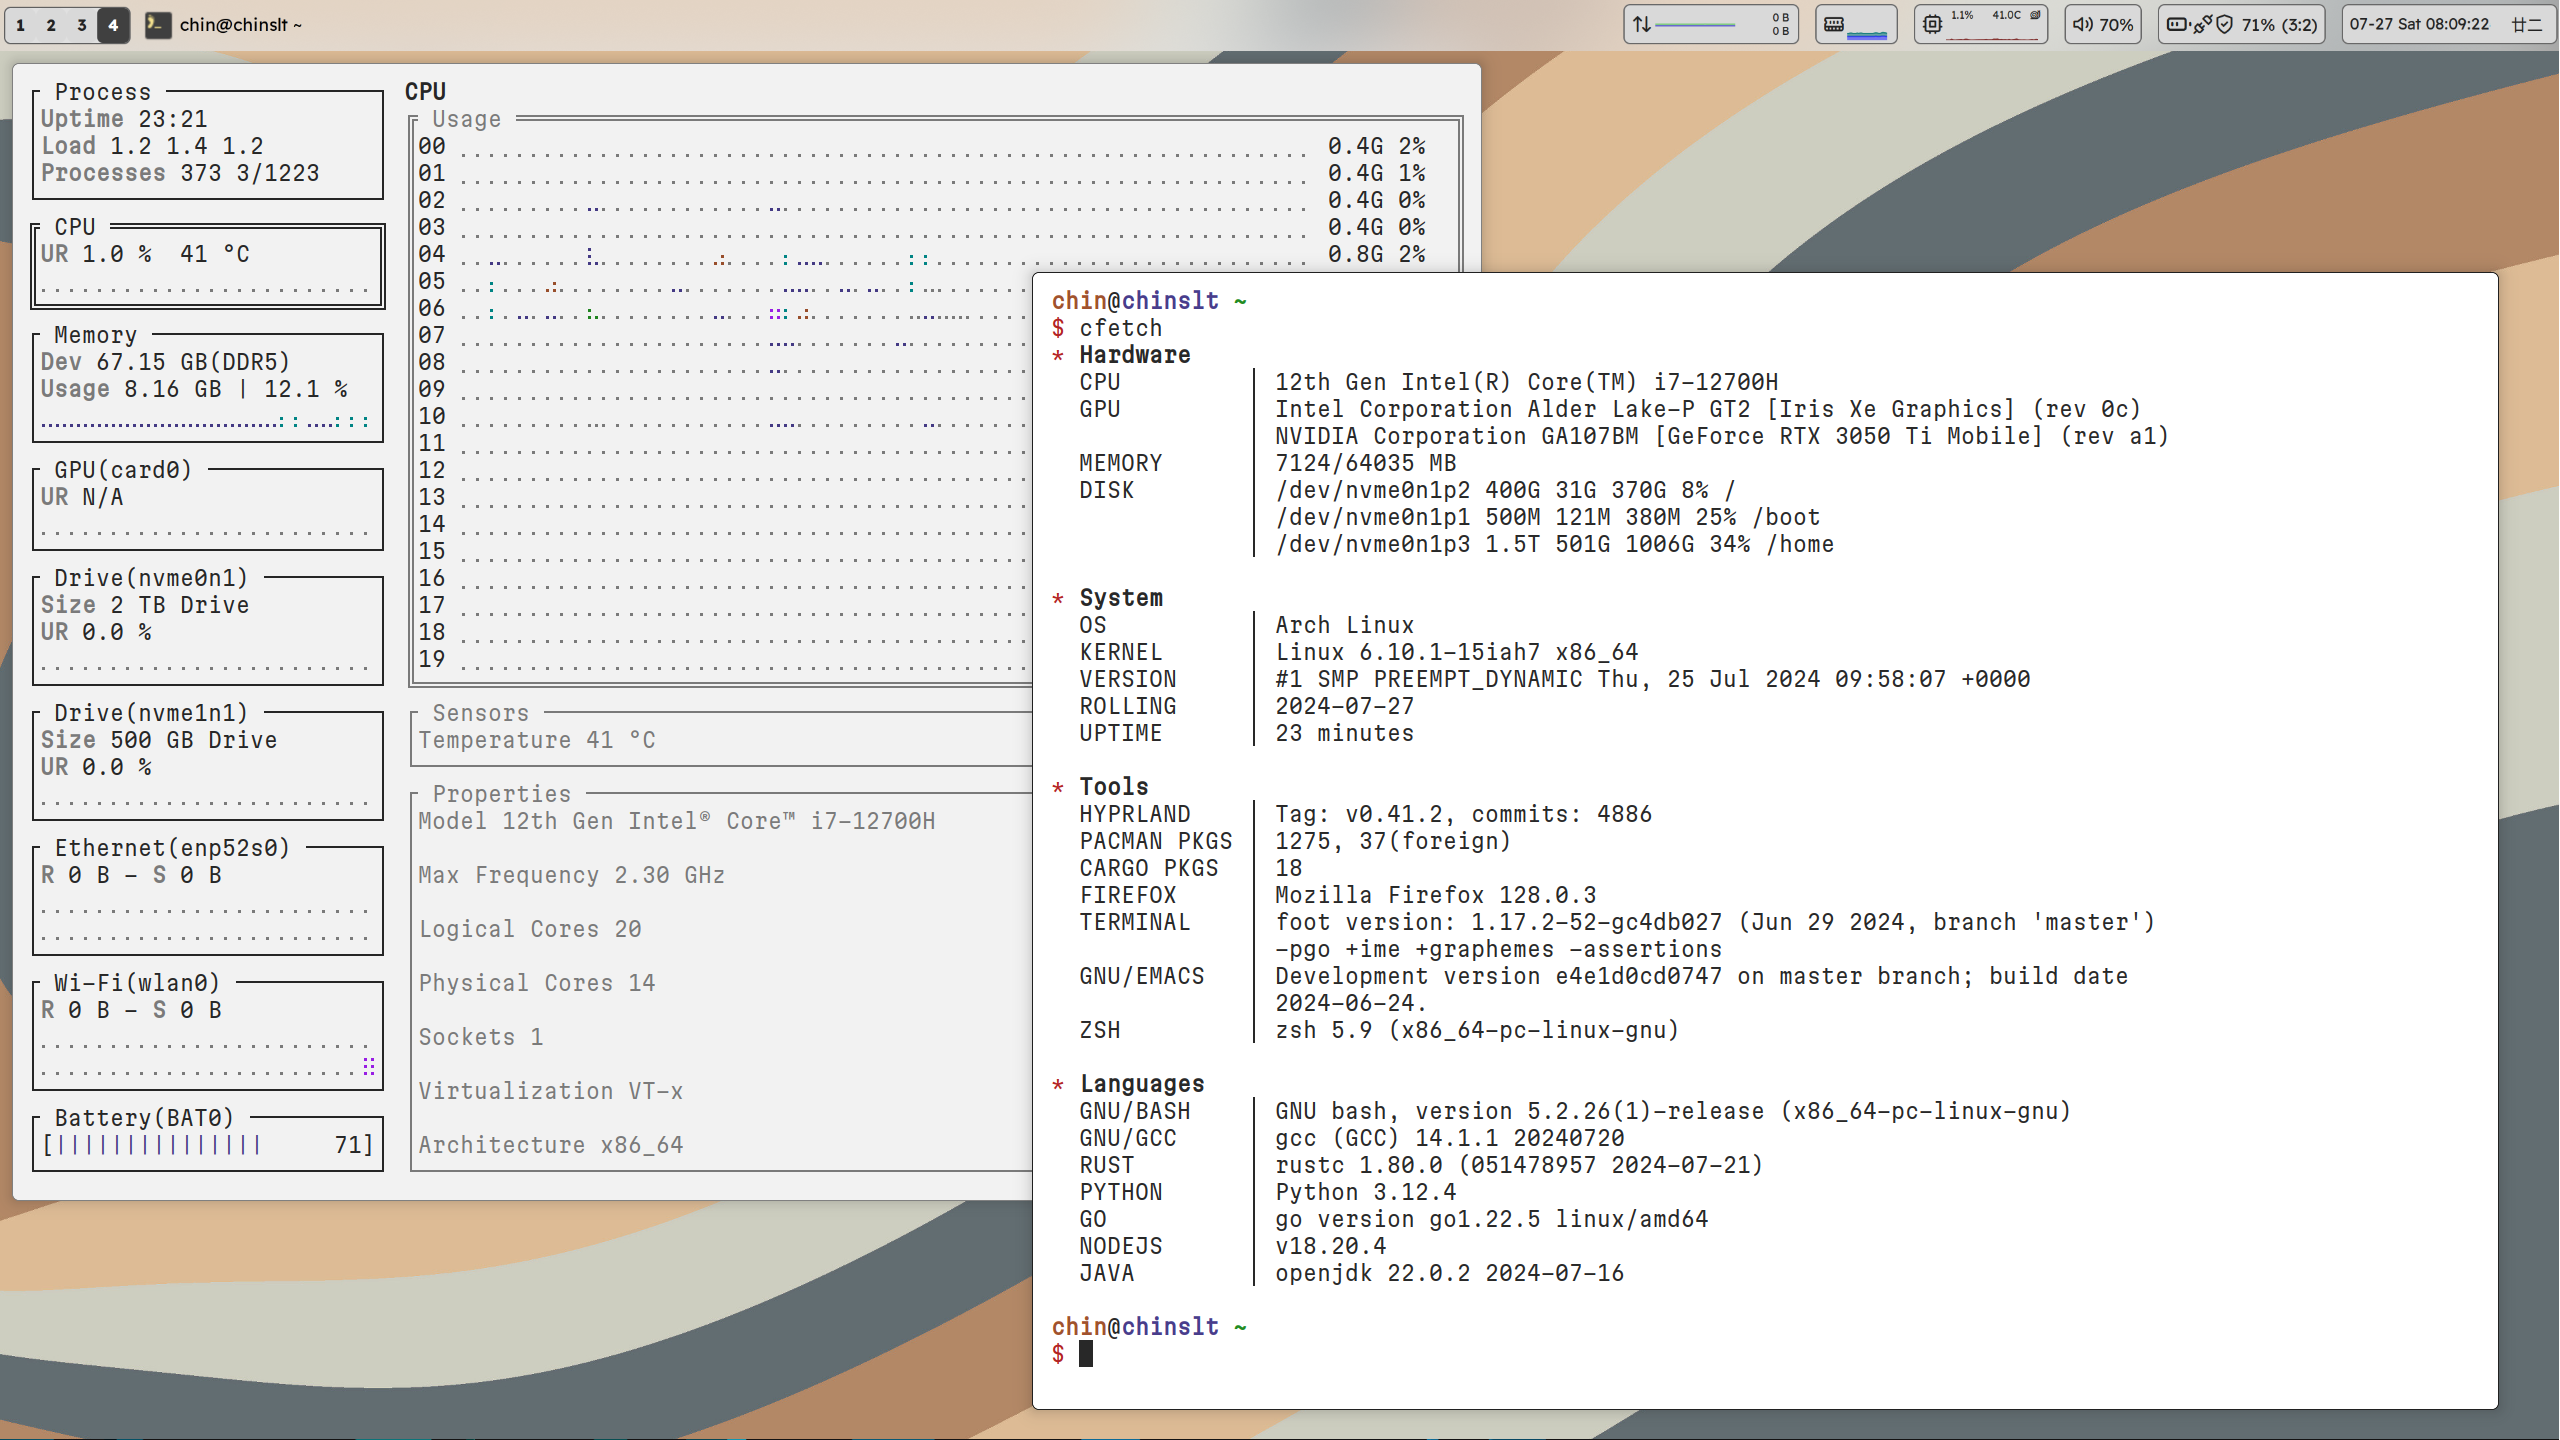 1 2 3 4 chin@chinslt ~
0 B
0 B
1.1% 41.0C
70%
71% (3:2)
07-27 Sat 08:09:22 廿二
Process
Uptime 23:21
Load 1.2 1.4 1.2
Processes 373 3/1223
CPU
UR 1.0 % 41 °C
Memory
Dev 67.15 GB(DDR5)
Usage 8.16 GB | 12.1 %
GPU(card0)
UR N/A
Drive(nvme0n1)
Size 2 TB Drive
UR 0.0 %
Drive(nvme1n1)
Size 500 GB Drive
UR 0.0 %
Ethernet(enp52s0)
R 0 B - S 0 B
Wi-Fi(wlan0)
R 0 B - S 0 B
Battery(BAT0)
[||||||||||||||| 71]
CPU
Usage
00 0.4G 2%
01 0.4G 1%
02 0.4G 0%
03 0.4G 0%
04 0.8G 2%
05
06
07
08
09
10
11
12
13
14
15
16
17
18
19
Sensors
Temperature 41 °C
Properties
Model 12th Gen Intel® Core™ i7-12700H
Max Frequency 2.30 GHz
Logical Cores 20
Physical Cores 14
Sockets 1
Virtualization VT-x
Architecture x86_64
chin@chinslt ~
$ cfetch
* Hardware
CPU 12th Gen Intel(R) Core(TM) i7-12700H
GPU Intel Corporation Alder Lake-P GT2 [Iris Xe Graphics] (rev 0c)
NVIDIA Corporation GA107BM [GeForce RTX 3050 Ti Mobile] (rev a1)
MEMORY 7124/64035 MB
DISK /dev/nvme0n1p2 400G 31G 370G 8% /
/dev/nvme0n1p1 500M 121M 380M 25% /boot
/dev/nvme0n1p3 1.5T 501G 1006G 34% /home
* System
OS Arch Linux
KERNEL Linux 6.10.1-15iah7 x86_64
VERSION #1 SMP PREEMPT_DYNAMIC Thu, 25 Jul 2024 09:58:07 +0000
ROLLING 2024-07-27
UPTIME 23 minutes
* Tools
HYPRLAND Tag: v0.41.2, commits: 4886
PACMAN PKGS 1275, 37(foreign)
CARGO PKGS 18
FIREFOX Mozilla Firefox 128.0.3
TERMINAL foot version: 1.17.2-52-gc4db027 (Jun 29 2024, branch 'master')
-pgo +ime +graphemes -assertions
GNU/EMACS Development version e4e1d0cd0747 on master branch; build date
2024-06-24.
ZSH zsh 5.9 (x86_64-pc-linux-gnu)
* Languages
GNU/BASH GNU bash, version 5.2.26(1)-release (x86_64-pc-linux-gnu)
GNU/GCC gcc (GCC) 14.1.1 20240720
RUST rustc 1.80.0 (051478957 2024-07-21)
PYTHON Python 3.12.4
GO go version go1.22.5 linux/amd64
NODEJS v18.20.4
JAVA openjdk 22.0.2 2024-07-16
chin@chinslt ~
$